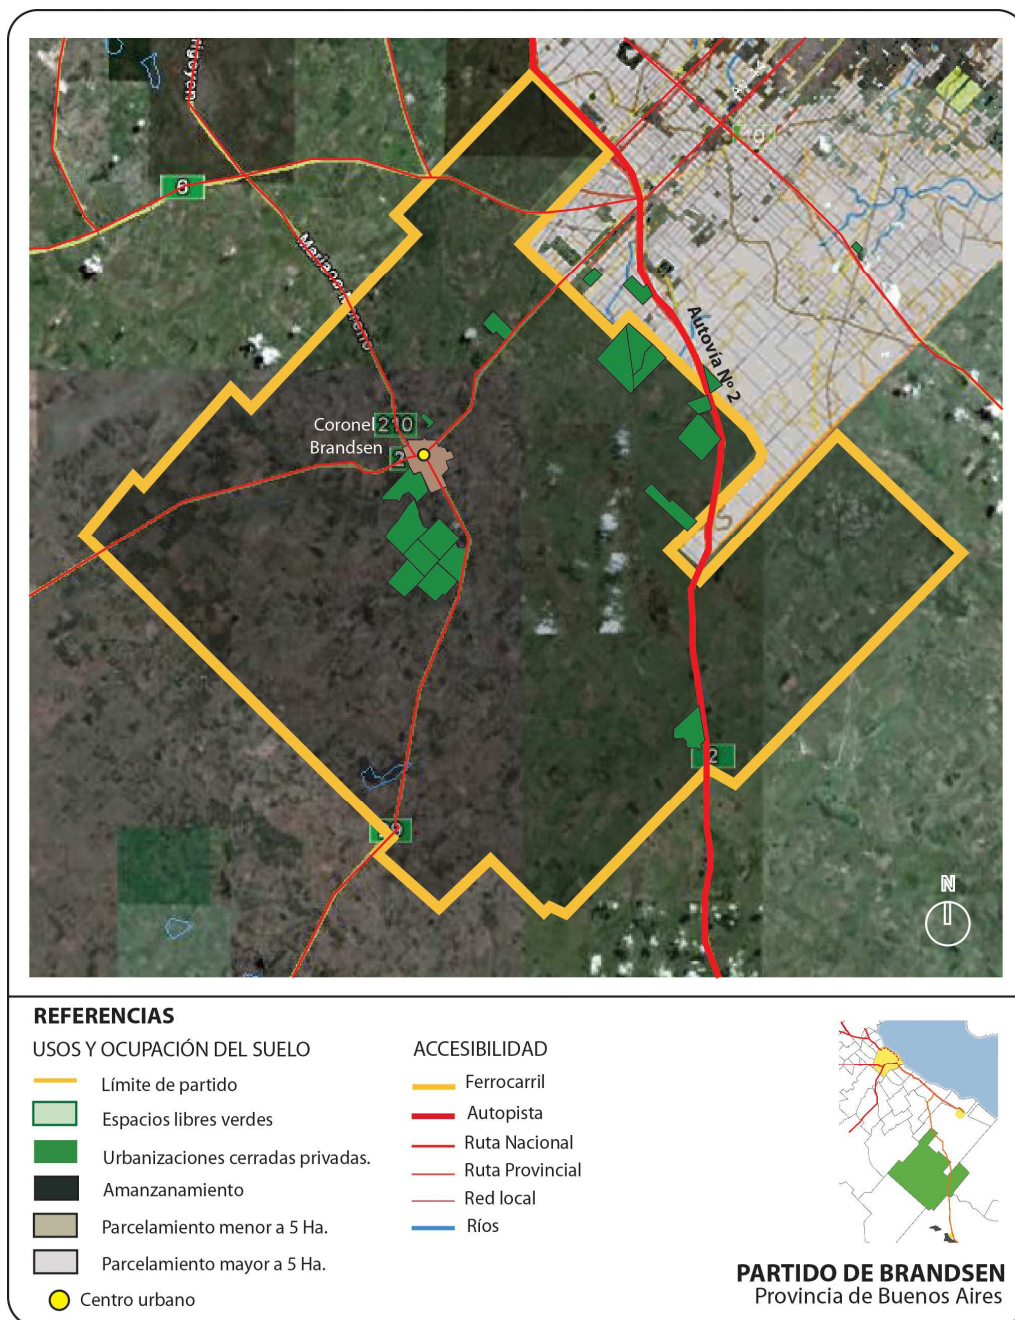 6
10
Autovía Nº 2
Coronel
Brandsen
210
2
2
N
REFERENCIAS
USOS Y OCUPACIÓN DEL SUELO
Límite de partido
Espacios libres verdes
Urbanizaciones cerradas privadas.
Amanzanamiento
Parcelamiento menor a 5 Ha.
Parcelamiento mayor a 5 Ha.
Centro urbano
ACCESIBILIDAD
Ferrocarril
Autopista
Ruta Nacional
Ruta Provincial
Red local
Ríos
PARTIDO DE BRANDSEN
Provincia de Buenos Aires